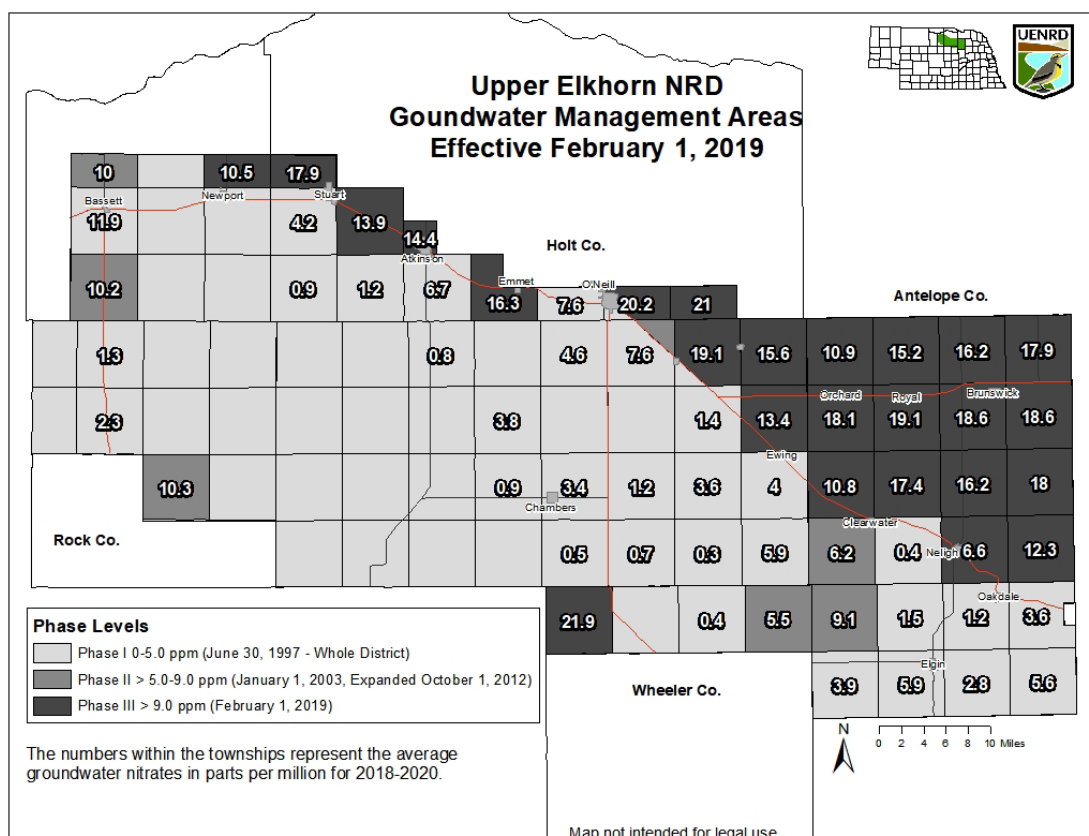 UENRD
Upper Elkhorn NRD
Goundwater Management Areas
Effective February 1, 2019
10
10.5
17.9
Bassett
Newport
Stuart
11.9
4.2
13.9
14.4
Holt Co.
Atkinson
10.2
0.9
1.2
6.7
Emmet
16.3
O'Neill
7.6
20.2
21
Antelope Co.
1.3
0.8
4.6
7.6
19.1
15.6
10.9
15.2
16.2
17.9
Orchard
Royal
Brunswick
2.3
3.8
1.4
13.4
18.1
19.1
18.6
18.6
Ewing
10.3
0.9
3.4
1.2
3.6
4
10.8
17.4
16.2
18
Chambers
Clearwater
Rock Co.
0.5
0.7
0.3
5.9
6.2
0.4
Neligh
6.6
12.3
Oakdale
21.9
0.4
5.5
9.1
1.5
1.2
3.6
Elgin
3.9
5.9
2.8
5.6
Wheeler Co.
Phase Levels
Phase I 0-5.0 ppm (June 30, 1997 - Whole District)
Phase II > 5.0-9.0 ppm (January 1, 2003, Expanded October 1, 2012)
Phase III > 9.0 ppm (February 1, 2019)
The numbers within the townships represent the average
groundwater nitrates in parts per million for 2018-2020.
N
0 2 4 6 8 10 Miles
Map not intended for legal use